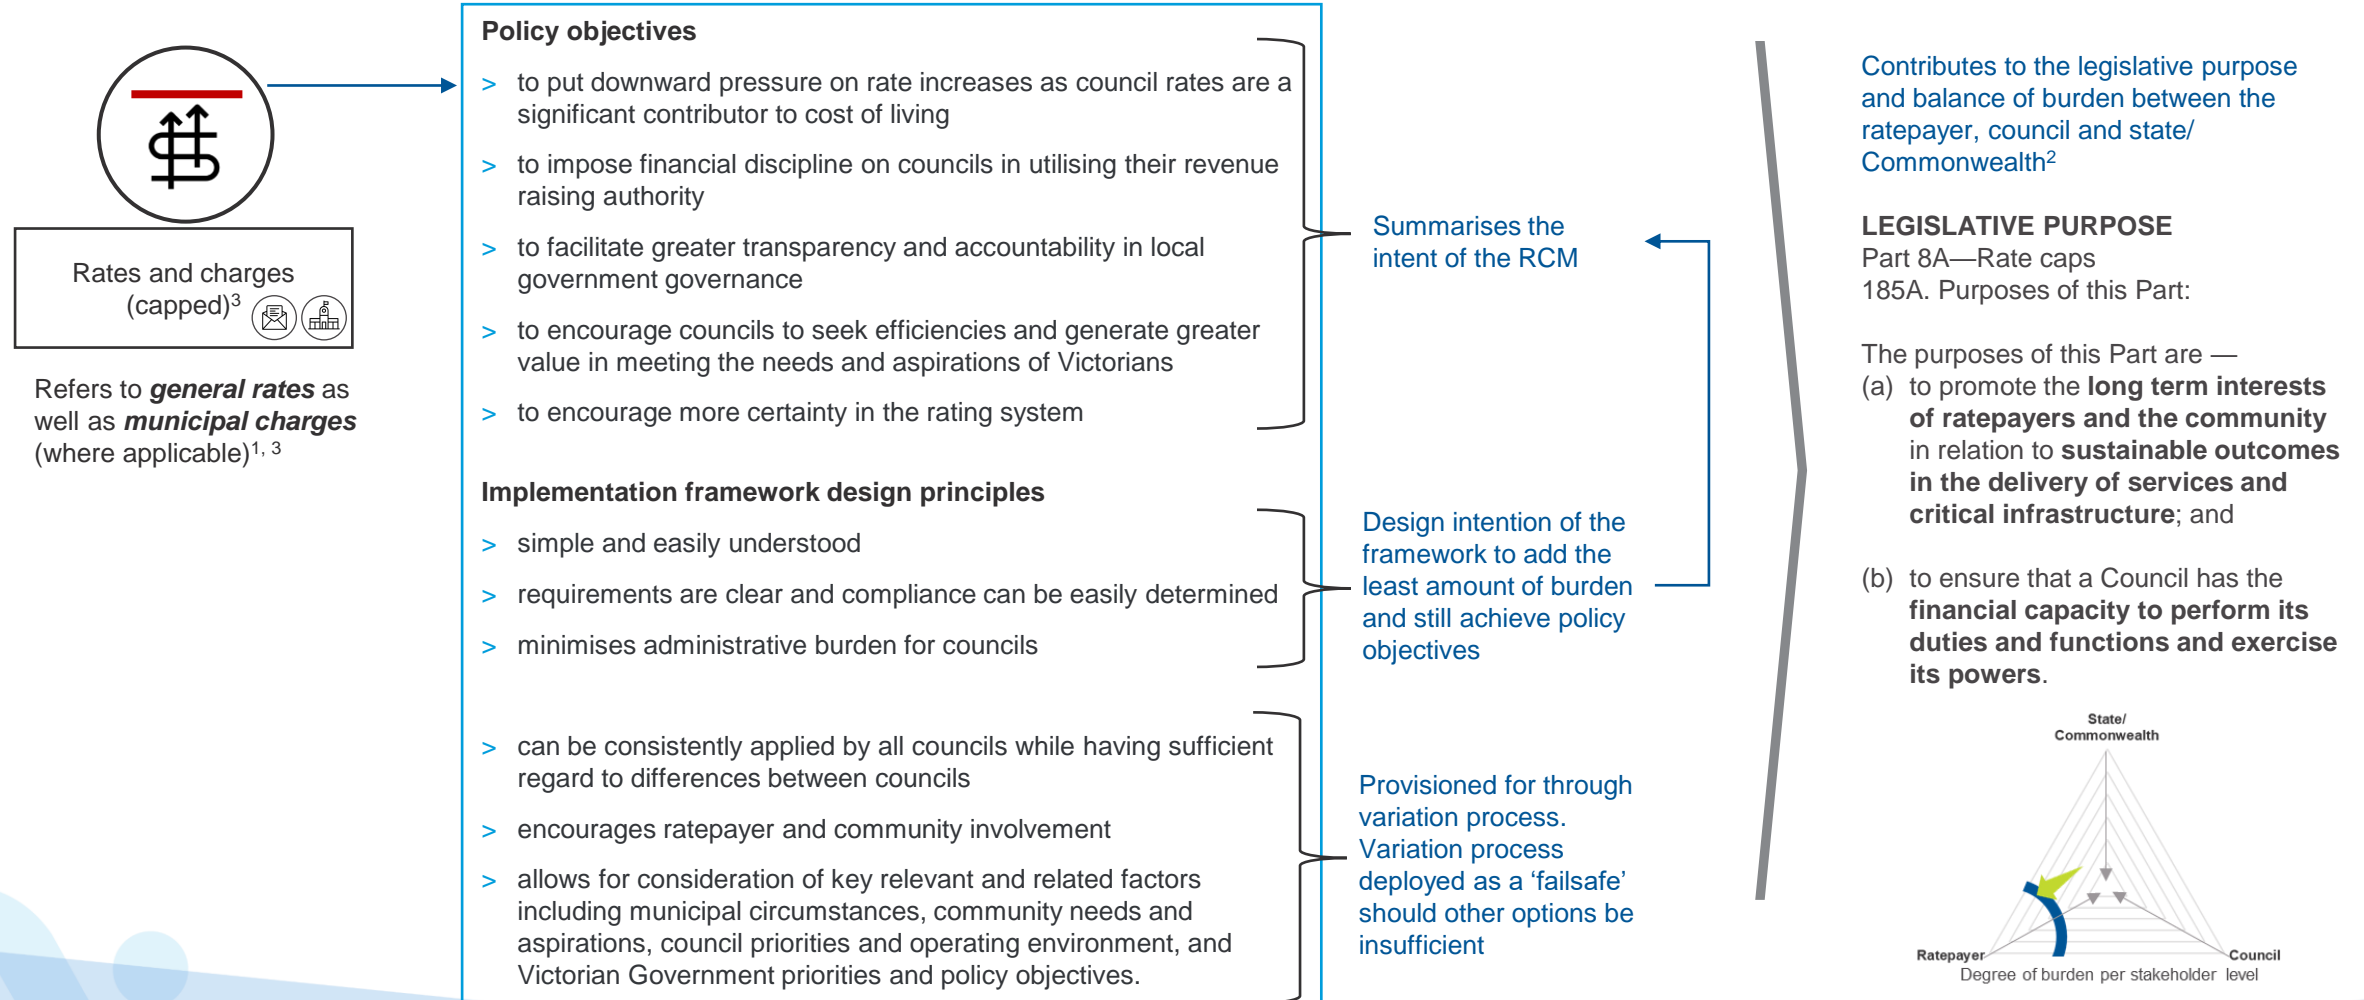 Rates and charges
(capped)3
Refers to general rates as
well as municipal charges
(where applicable)1, 3
Policy objectives
> to put downward pressure on rate increases as council rates are a
significant contributor to cost of living
> to impose financial discipline on councils in utilising their revenue
raising authority
> to facilitate greater transparency and accountability in local
government governance
> to encourage councils to seek efficiencies and generate greater
value in meeting the needs and aspirations of Victorians
> to encourage more certainty in the rating system
Implementation framework design principles
> simple and easily understood
> requirements are clear and compliance can be easily determined
> minimises administrative burden for councils
> can be consistently applied by all councils while having sufficient
regard to differences between councils
> encourages ratepayer and community involvement
> allows for consideration of key relevant and related factors
including municipal circumstances, community needs and
aspirations, council priorities and operating environment, and
Victorian Government priorities and policy objectives.
Summarises the
intent of the RCM
Design intention of the
framework to add the
least amount of burden
and still achieve policy
objectives
Provisioned for through
variation process.
Variation process
deployed as a ‘failsafe’
should other options be
insufficient
Contributes to the legislative purpose
and balance of burden between the
ratepayer, council and state/
Commonwealth2
LEGISLATIVE PURPOSE
Part 8A—Rate caps
185A. Purposes of this Part:
The purposes of this Part are —
(a) to promote the long term interests
of ratepayers and the community
in relation to sustainable outcomes
in the delivery of services and
critical infrastructure; and
(b) to ensure that a Council has the
financial capacity to perform its
duties and functions and exercise
its powers.
State/
Commonwealth
Ratepayer
Council
Degree of burden per stakeholder level